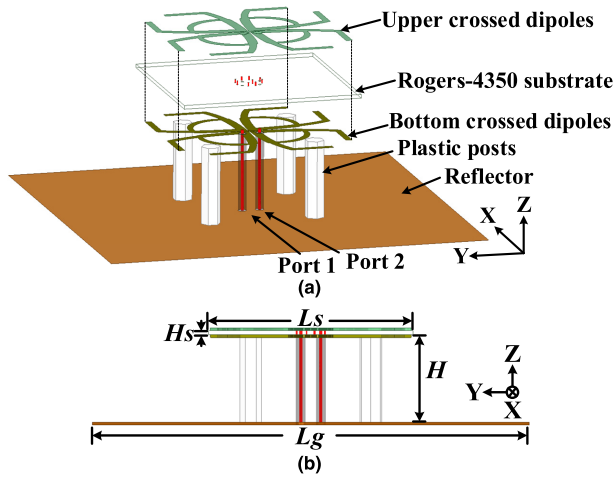 Upper crossed dipoles
Rogers-4350 substrate
Bottom crossed dipoles
Plastic posts
Reflector
X
Z
Y
Port 1
Port 2
(a)
Ls
Hs
H
Z
Y
X
Lg
(b)